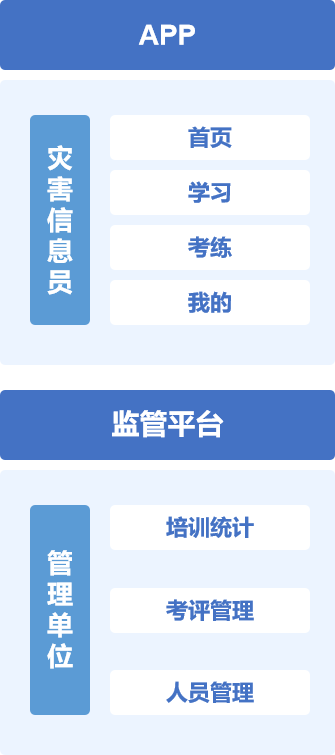 APP
灾害信息员
首页
学习
考练
我的
监管平台
管理单位
培训统计
考评管理
人员管理